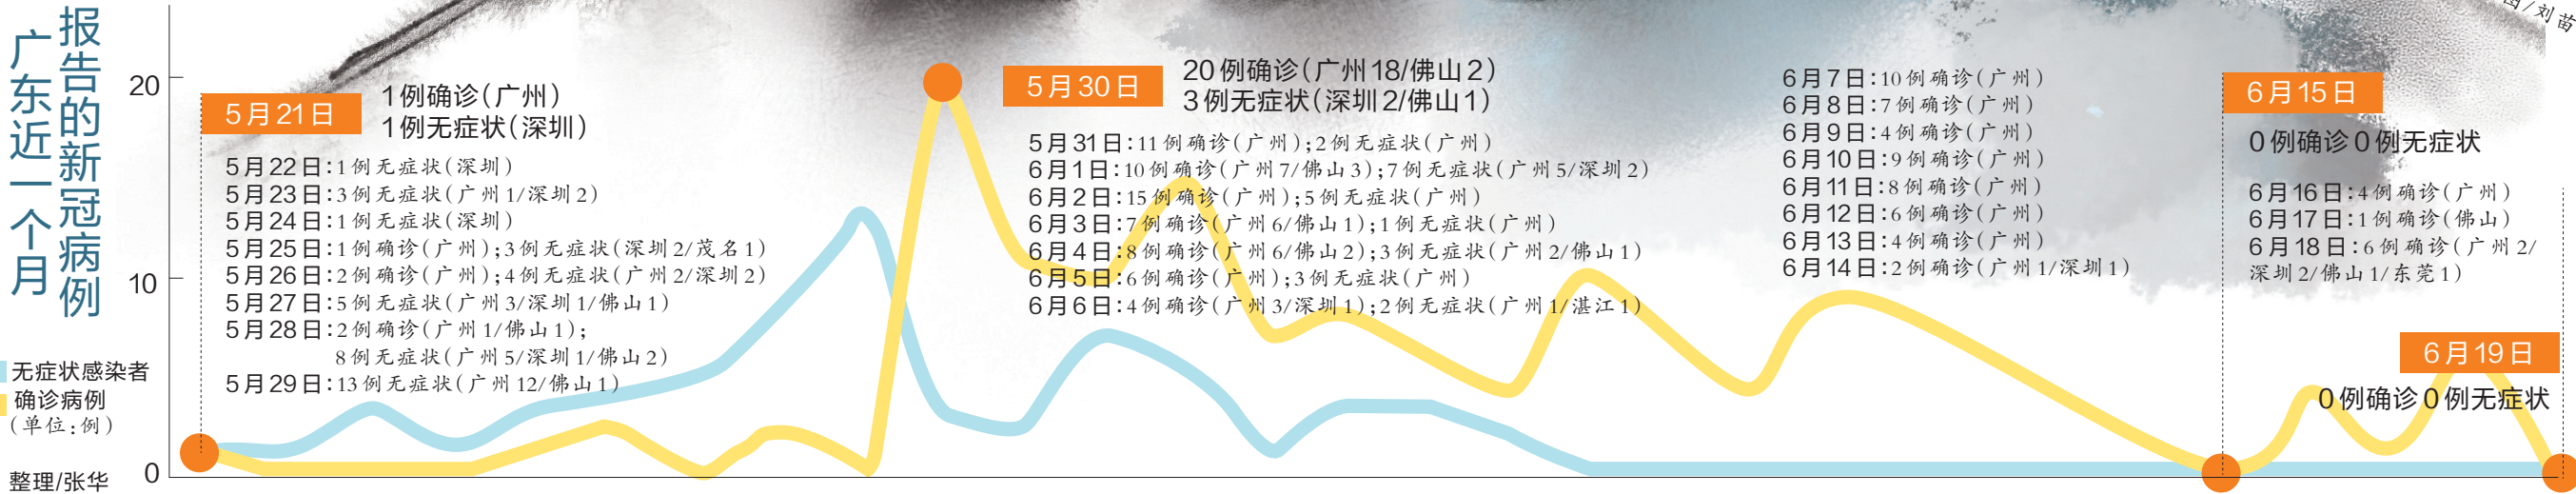 广东近一个月
报告的新冠病例
20
10
0
无症状感染者
确诊病例
(单位:例)
整理/张华
5月21日
1例确诊(广州)
1例无症状(深圳)
5月22日:1例无症状(深圳)
5月23日:3例无症状(广州1/深圳2)
5月24日:1例无症状(深圳)
5月25日:1例确诊(广州);3例无症状(深圳2/茂名1)
5月26日:2例确诊(广州);4例无症状(广州2/深圳2)
5月27日:5例无症状(广州3/深圳1/佛山1)
5月28日:2例确诊(广州1/佛山1);
8例无症状(广州5/深圳1/佛山2)
5月29日:13例无症状(广州12/佛山1)
5月30日
20例确诊(广州18/佛山2)
3例无症状(深圳2/佛山1)
5月31日:11例确诊(广州);2例无症状(广州)
6月1日:10例确诊(广州7/佛山3);7例无症状(广州5/深圳2)
6月2日:15例确诊(广州);5例无症状(广州)
6月3日:7例确诊(广州6/佛山1);1例无症状(广州)
6月4日:8例确诊(广州6/佛山2);3例无症状(广州2/佛山1)
6月5日:6例确诊(广州);3例无症状(广州)
6月6日:4例确诊(广州3/深圳1);2例无症状(广州1/湛江1)
6月7日:10例确诊(广州)
6月8日:7例确诊(广州)
6月9日:4例确诊(广州)
6月10日:9例确诊(广州)
6月11日:8例确诊(广州)
6月12日:6例确诊(广州)
6月13日:4例确诊(广州)
6月14日:2例确诊(广州1/深圳1)
6月15日
0例确诊0例无症状
6月16日:4例确诊(广州)
6月17日:1例确诊(佛山)
6月18日:6例确诊(广州2/
深圳2/佛山1/东莞1)
6月19日
0例确诊0例无症状
图/刘苗